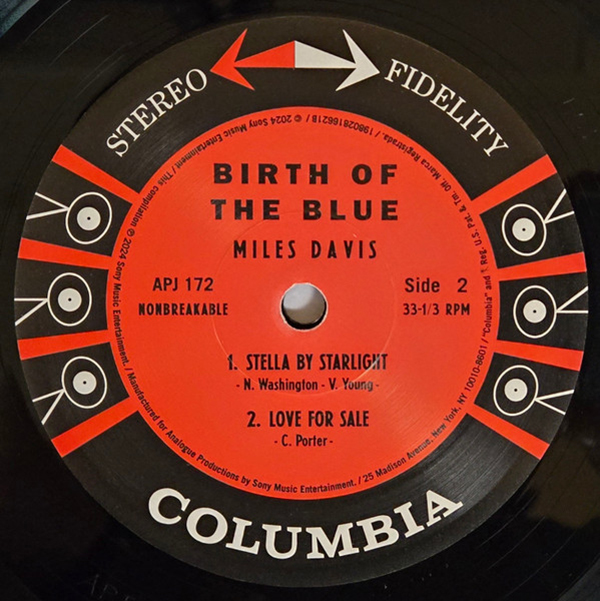 STEREO FIDELITY
BIRTH OF
THE BLUE
MILES DAVIS
APJ 172
Side 2
NONBREAKABLE
33-1/3 RPM
1. STELLA BY STARLIGHT
- N. Washington - V. Young -
2. LOVE FOR SALE
- C. Porter -
This compilation ℗ 2024 Sony Music Entertainment. / Manufactured for Analogue Productions by Sony Music Entertainment. / 25 Madison Avenue, New York, NY 10010-8601 / "Columbia" and Reg. U.S. Pat. & Tm. Off. Marca Registrada. / 19802816621B / ℗ 2024 Sony Music Entertainment /
COLUMBIA